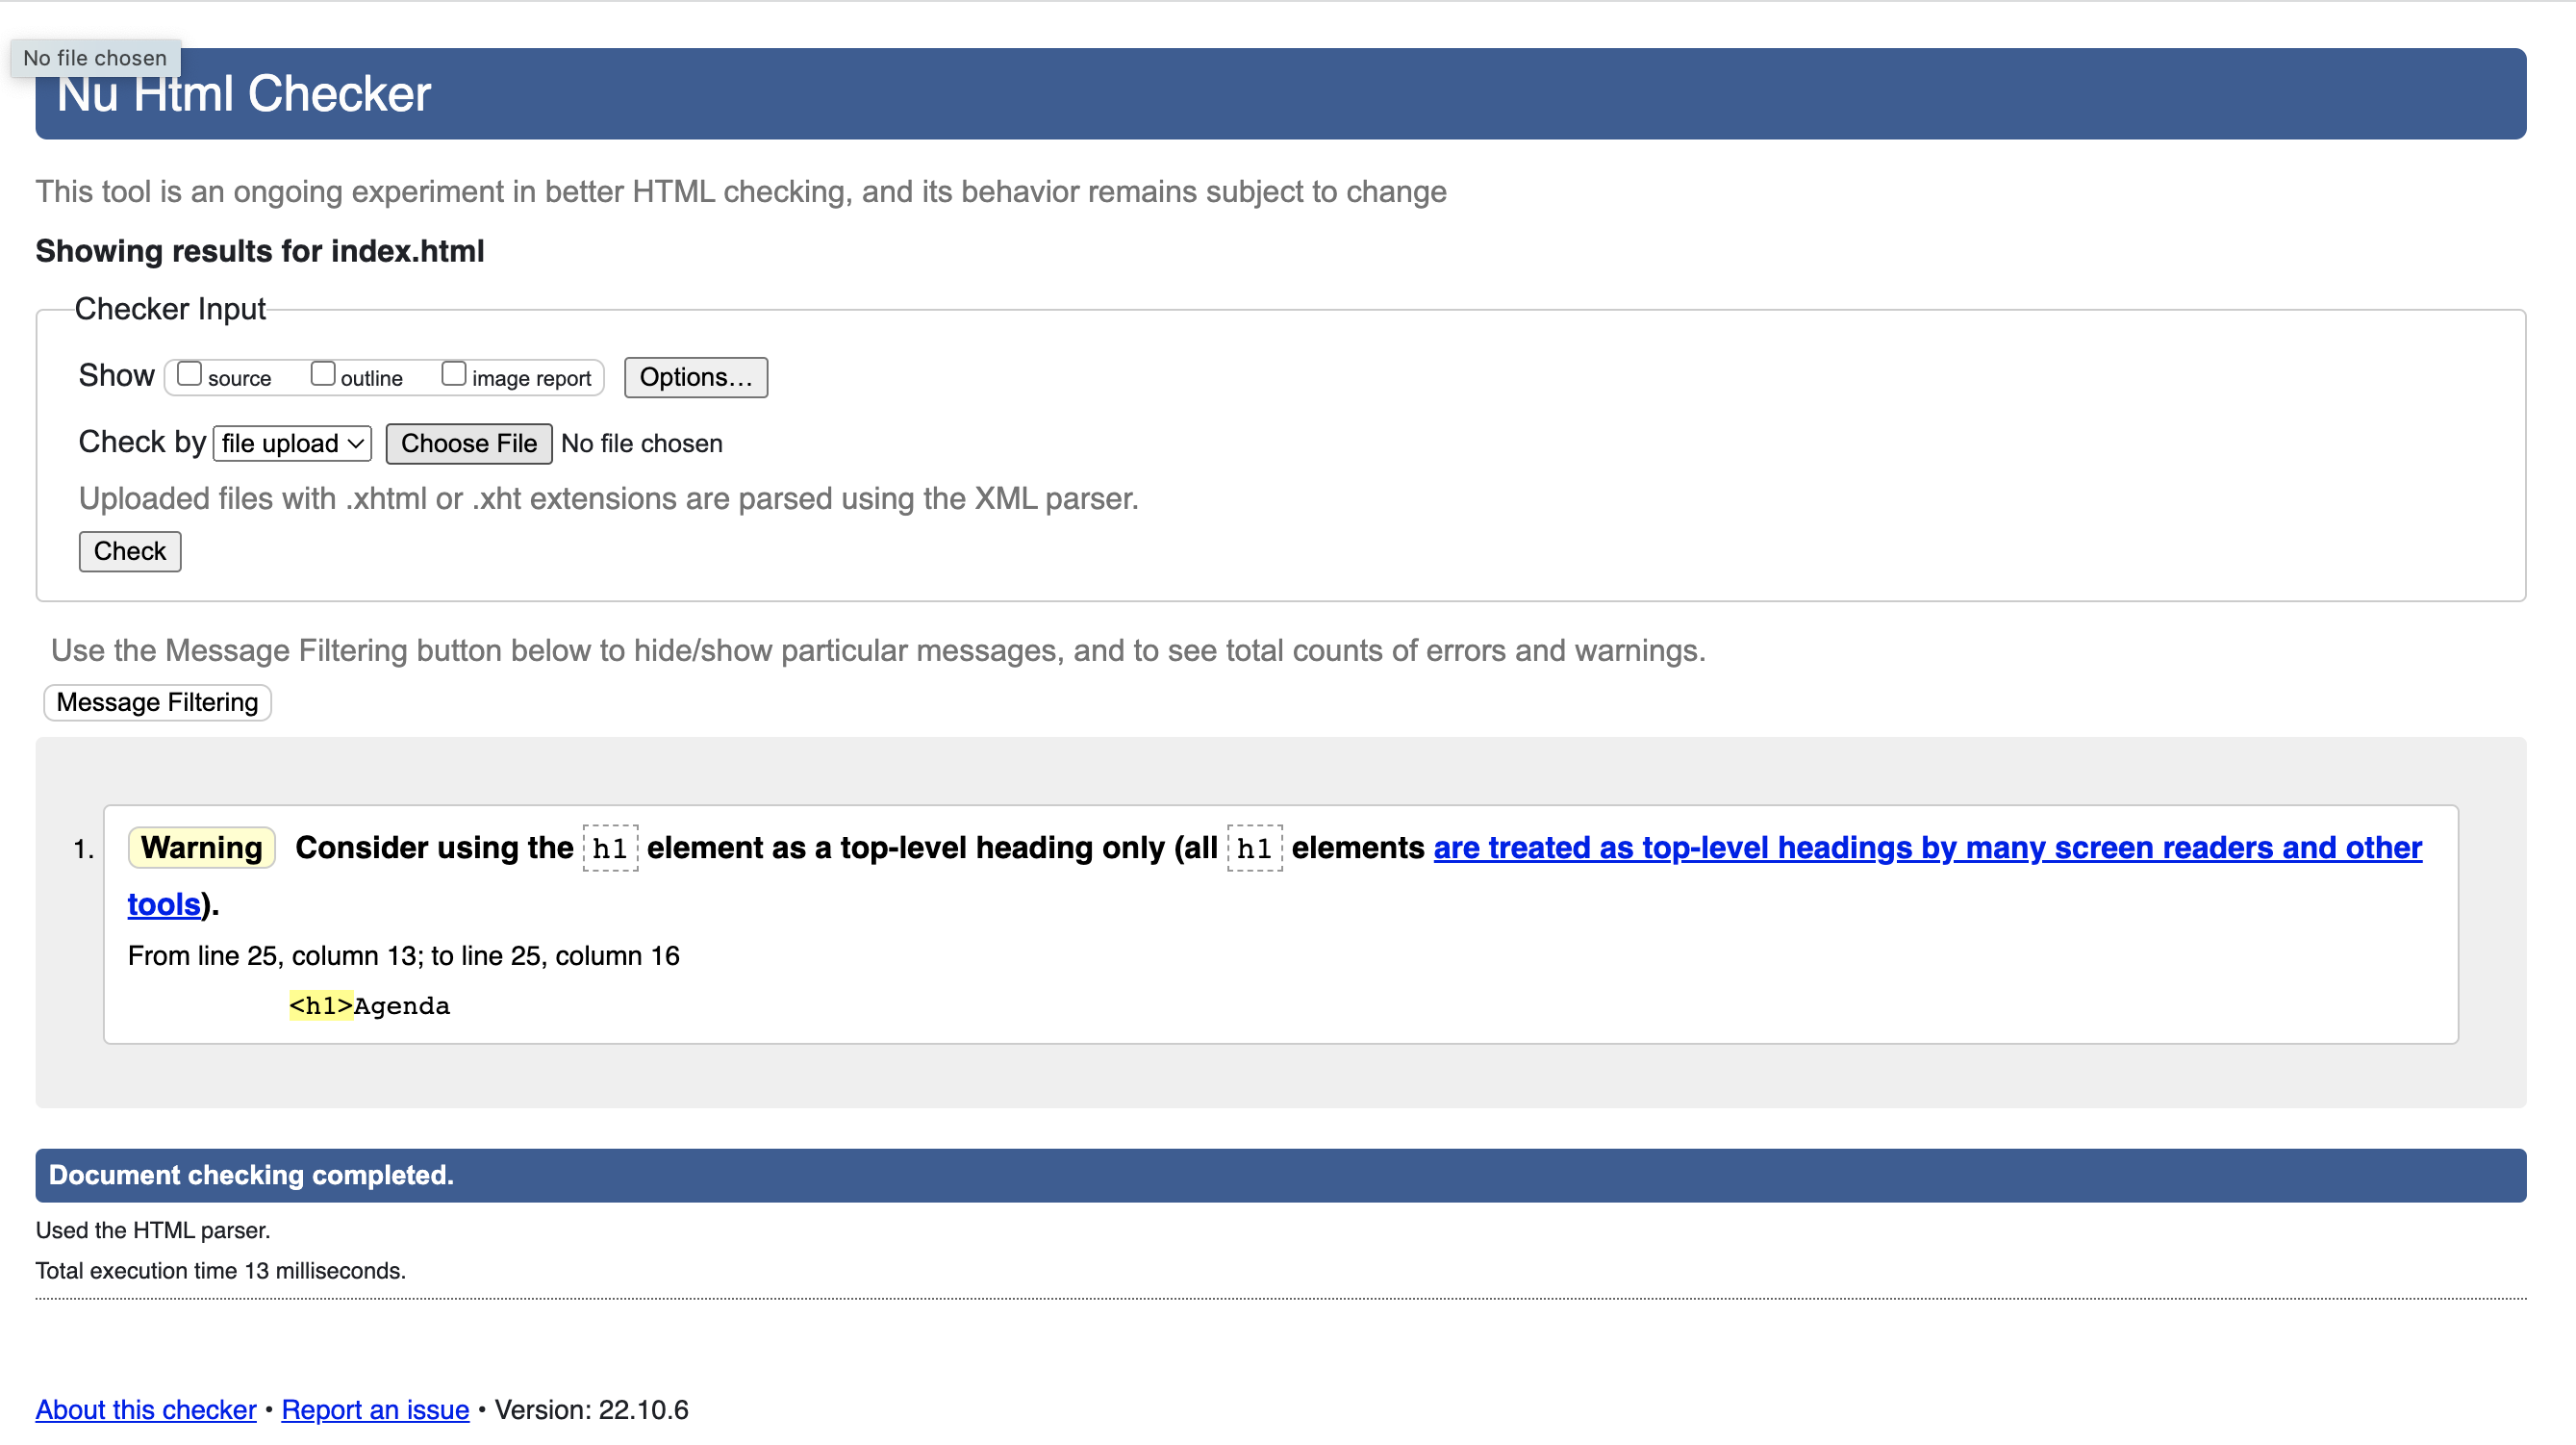 No file chosen
Nu Html Checker
This tool is an ongoing experiment in better HTML checking, and its behavior remains subject to change
Showing results for index.html
Checker Input
Show source outline image report Options...
Check by file upload Choose File No file chosen
Uploaded files with .xhtml or .xht extensions are parsed using the XML parser.
Check
Use the Message Filtering button below to hide/show particular messages, and to see total counts of errors and warnings.
Message Filtering
1. Warning Consider using the h1 element as a top-level heading only (all h1 elements are treated as top-level headings by many screen readers and other
tools).
From line 25, column 13; to line 25, column 16
<h1>Agenda
Document checking completed.
Used the HTML parser.
Total execution time 13 milliseconds.
About this checker • Report an issue • Version: 22.10.6